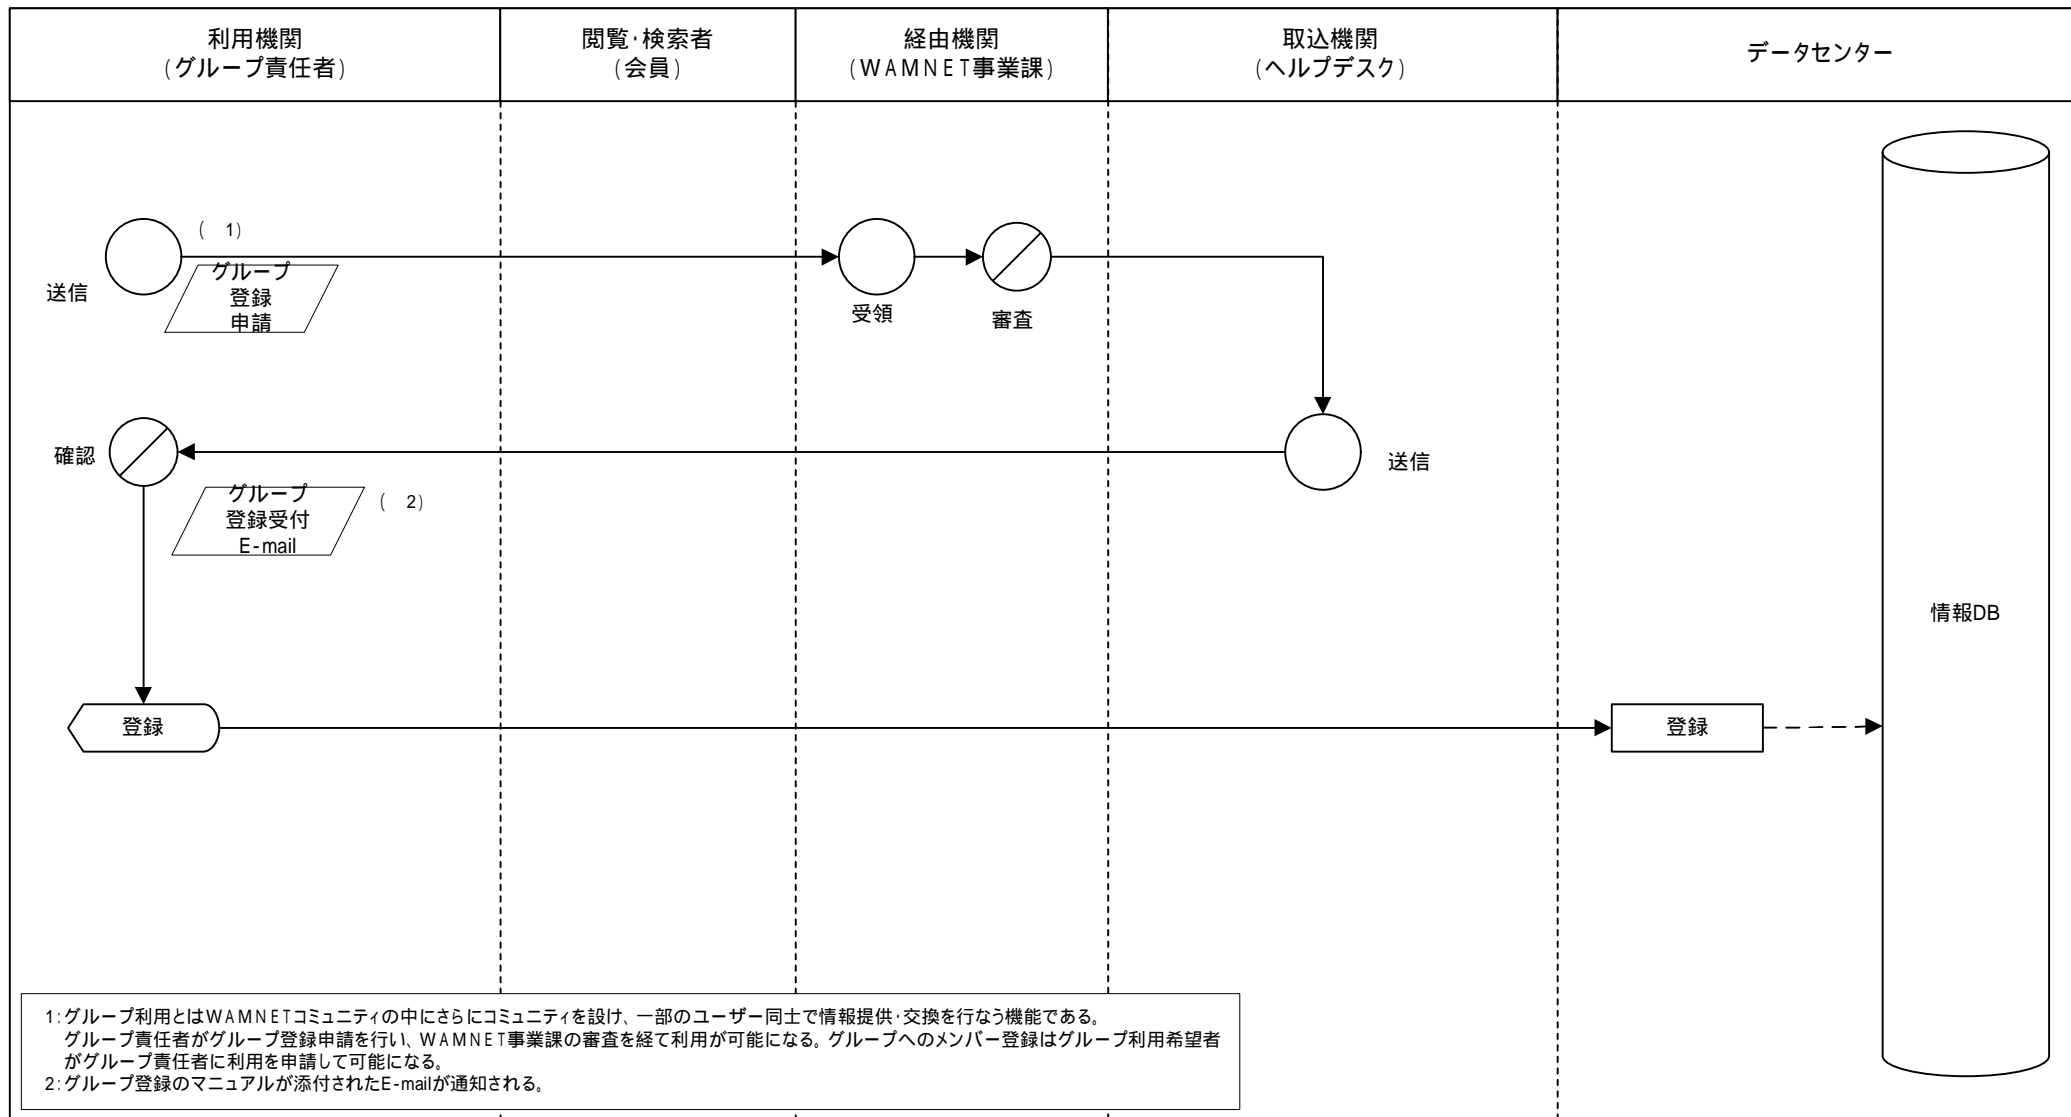 利用機関
(グループ責任者)
閲覧・検索者
(会員)
経由機関
(WAMNET事業課)
取込機関
(ヘルプデスク)
データセンター
( 1)
送信
グループ
登録
申請
受領
審査
確認
グループ
登録受付
E-mail
( 2)
送信
情報DB
登録
登録
1:グループ利用とはWAMNETコミュニティの中にさらにコミュニティを設け、一部のユーザー同士で情報提供・交換を行なう機能である。
グループ責任者がグループ登録申請を行い、WAMNET事業課の審査を経て利用が可能になる。グループへのメンバー登録はグループ利用希望者
がグループ責任者に利用を申請して可能になる。
2:グループ登録のマニュアルが添付されたE-mailが通知される。